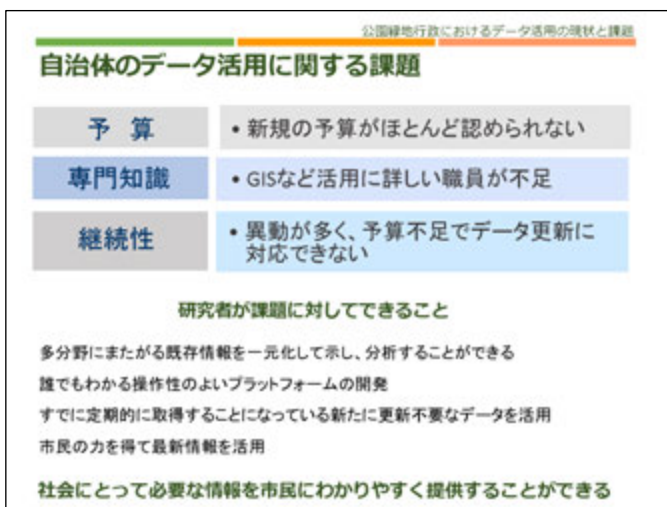 公園緑地行政におけるデータ活用の現状と課題
自治体のデータ活用に関する課題
予 算
• 新規の予算がほとんど認められない
専門知識
• GISなど活用に詳しい職員が不足
継続性
• 異動が多く、予算不足でデータ更新に
対応できない
研究者が課題に対してできること
多分野にまたがる既存情報を一元化して示し、分析することができる
誰でもわかる操作性のよいプラットフォームの開発
すでに定期的に取得することになっている新たに更新不要なデータを活用
市民の力を得て最新情報を活用
社会にとって必要な情報を市民にわかりやすく提供することができる